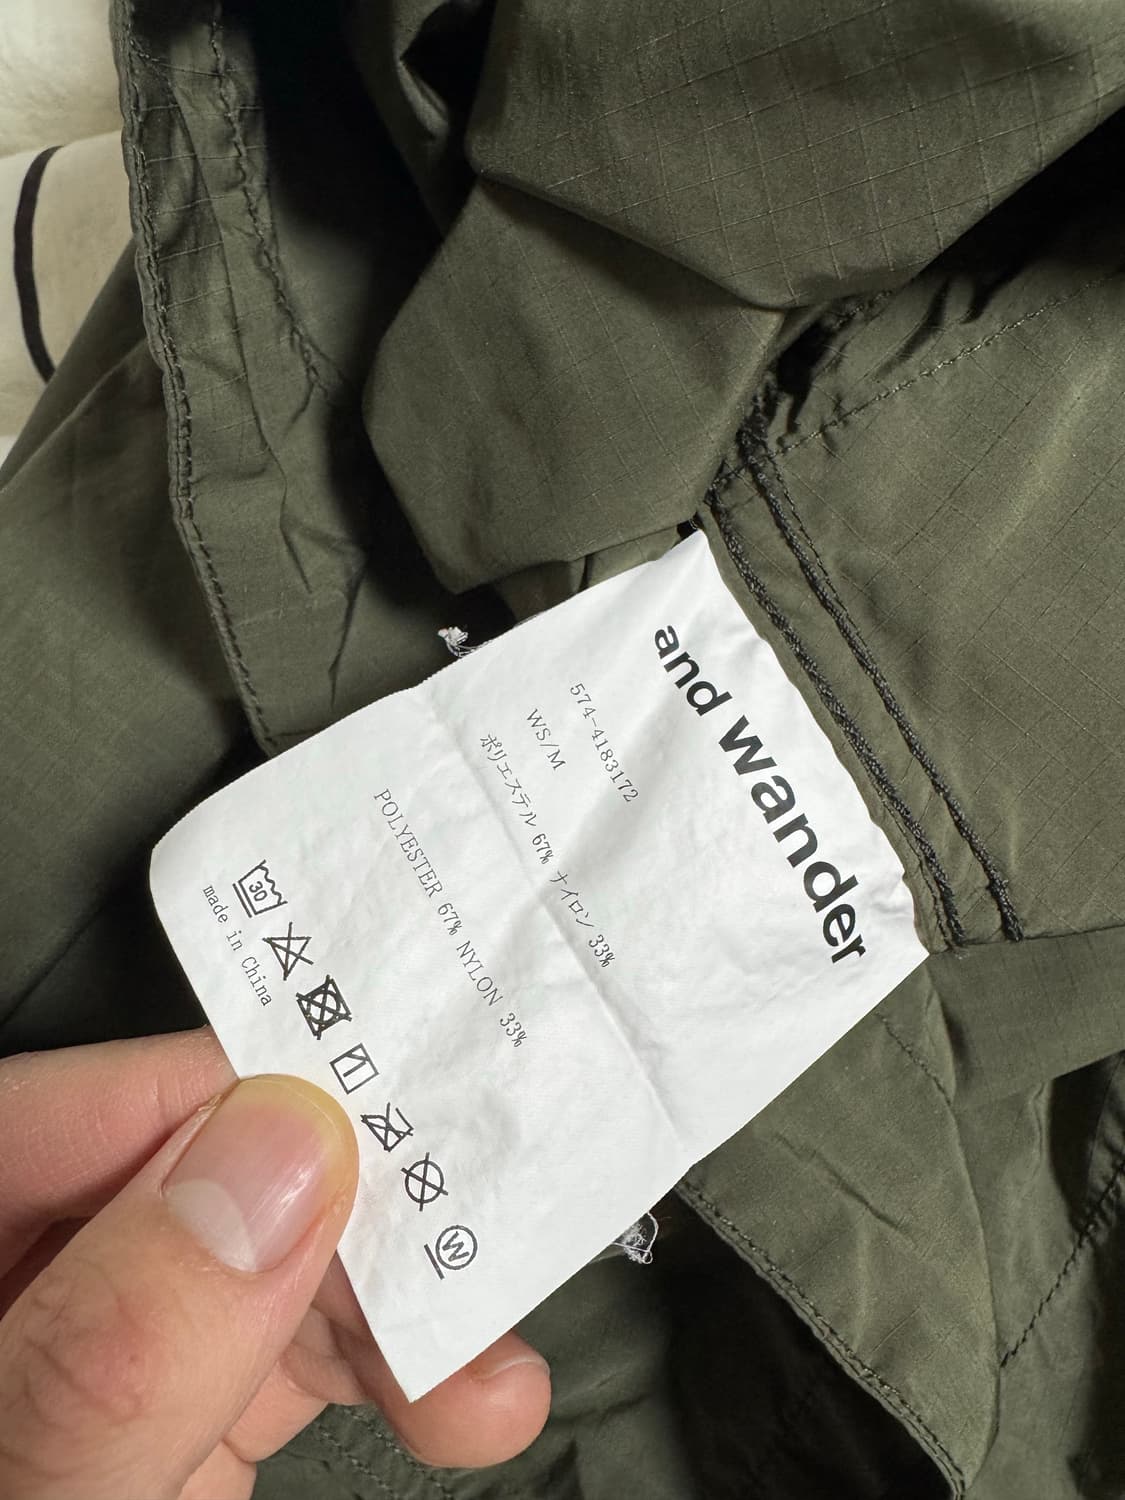 and wander
574-4183172
WS/M
ポリエステル 67% ナイロン 33%
POLYESTER 67% NYLON 33%
30
W
made in China